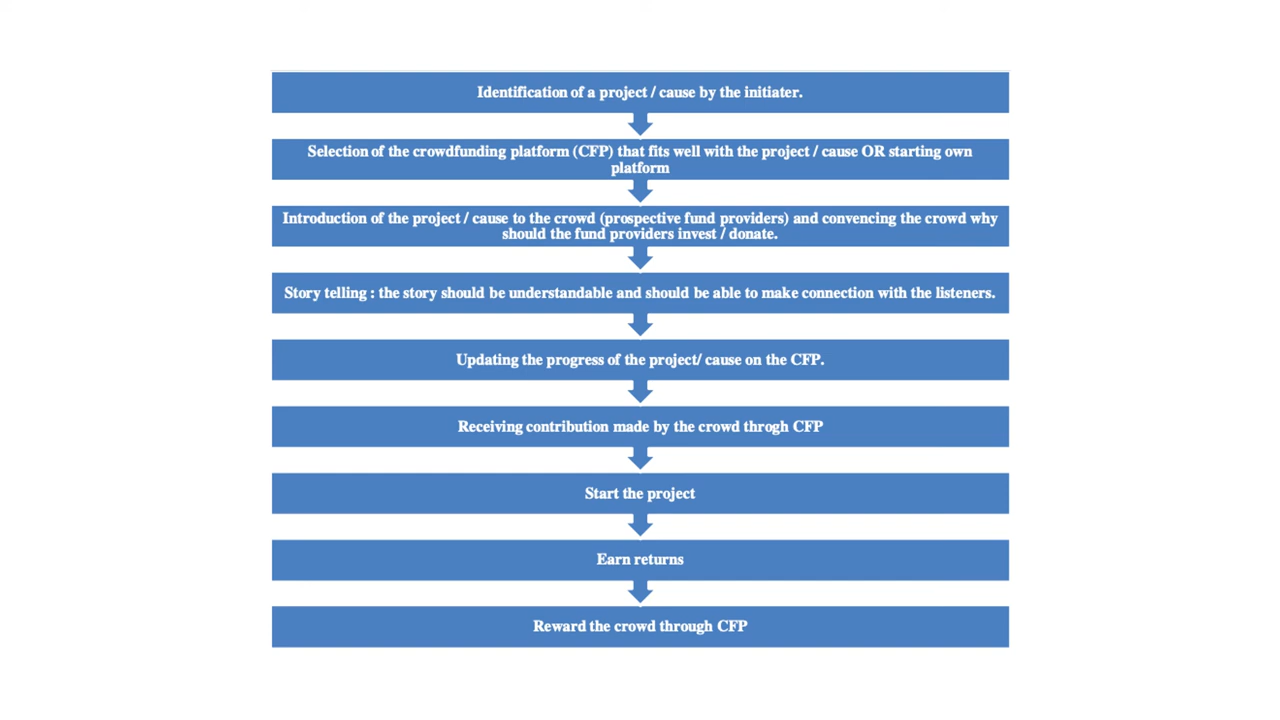 Identification of a project / cause by the initiater.
Selection of the crowdfunding platform (CFP) that fits well with the project / cause OR starting own
platform
Introduction of the project / cause to the crowd (prospective fund providers) and convencing the crowd why
should the fund providers invest / donate.
Story telling : the story should be understandable and should be able to make connection with the listeners.
Updating the progress of the project/ cause on the CFP.
Receiving contribution made by the crowd throgh CFP
Start the project
Earn returns
Reward the crowd through CFP